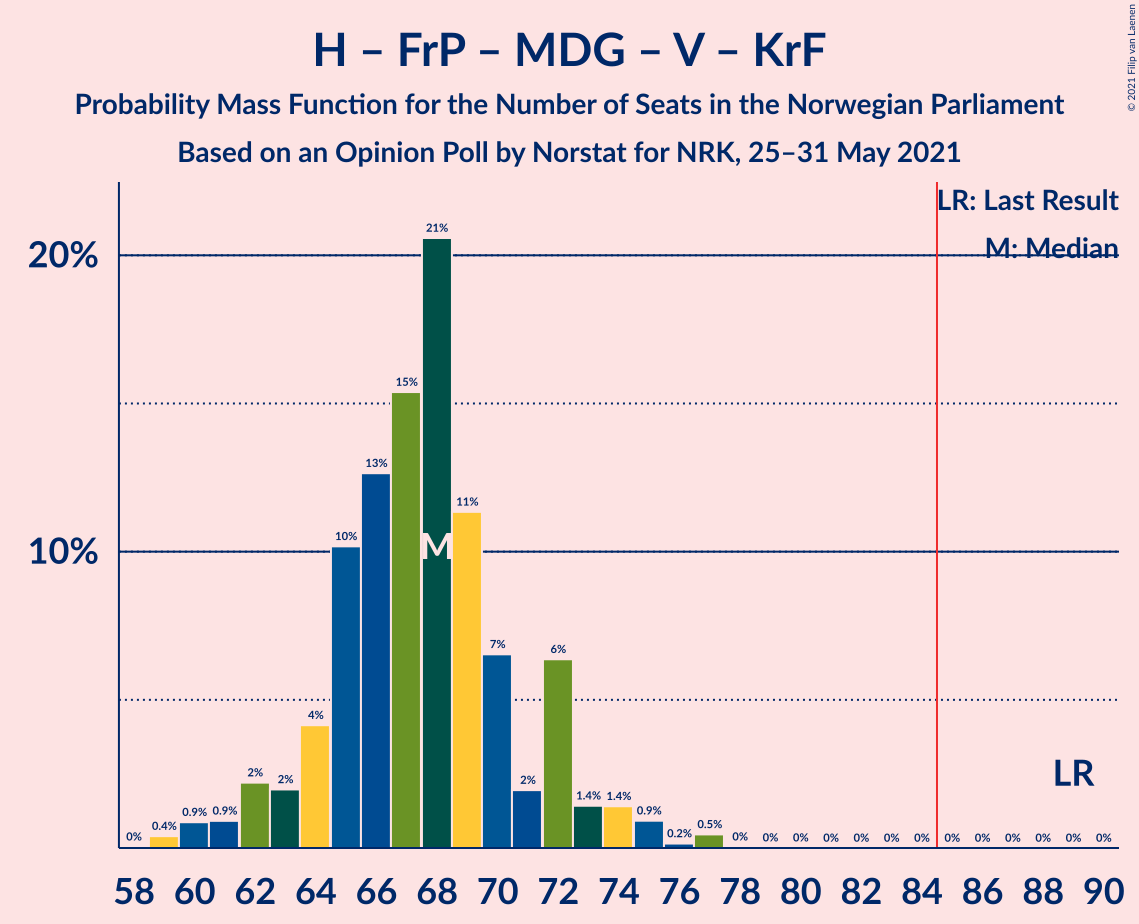 H – FrP – MDG – V – KrF
Probability Mass Function for the Number of Seats in the Norwegian Parliament
Based on an Opinion Poll by Norstat for NRK, 25–31 May 2021
© 2021 Filip van Laenen
LR: Last Result
M: Median
20%
10%
0% 0.4% 0.9% 0.9% 2% 2% 4% 10% 13% 15% 21% 11% 7% 2% 6% 1.4% 1.4% 0.9% 0.2% 0.5% 0% 0% 0% 0% 0% 0% 0% 0% 0% 0% 0% 0% 0%
M
LR
58 60 62 64 66 68 70 72 74 76 78 80 82 84 86 88 90